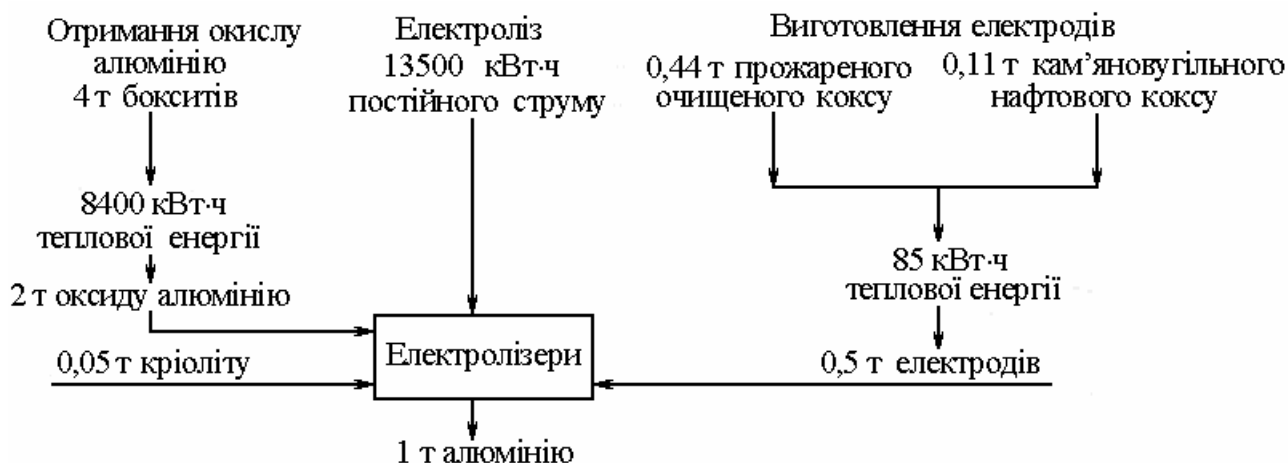 Отримання окислу
алюмінію
4 т бокситів
8400 кВт·ч
теплової енергії
2 т оксиду алюмінію
0,05 т кріоліту
Електроліз
13500 кВт·ч
постійного струму
Електролізери
1 т алюмінію
Виготовлення електродів
0,44 т прожареного
очищеного коксу
0,11 т кам’яновугільного
нафтового коксу
85 кВт·ч
теплової енергії
0,5 т електродів